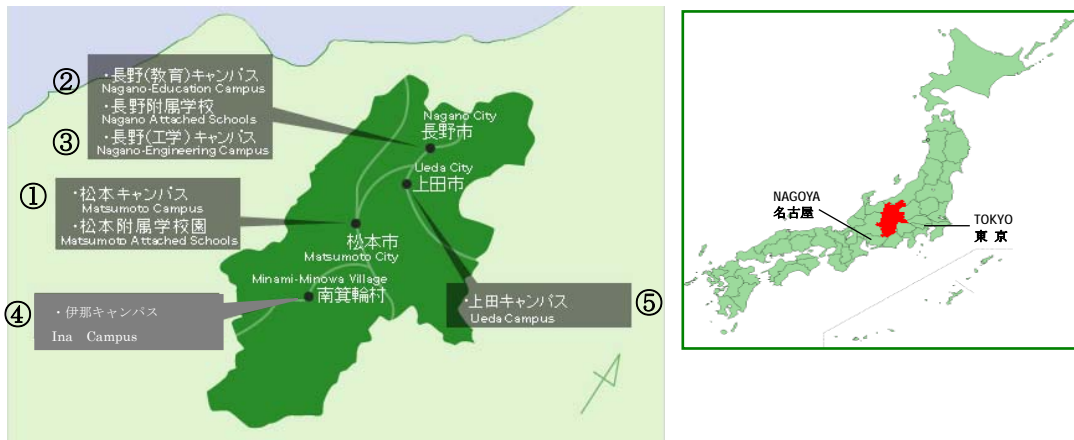 ②
・長野(教育)キャンパス
Nagano-Education Campus
・長野附属学校
Nagano Attached Schools
③
・長野(工学)キャンパス
Nagano-Engineering Campus
Nagano City
長野市
Ueda City
上田市
①
・松本キャンパス
Matsumoto Campus
・松本附属学校園
Matsumoto Attached Schools
松本市
Matsumoto City
Minami-Minowa Village
南箕輪村
④
・伊那キャンパス
Ina Campus
・上田キャンパス
Ueda Campus
⑤
NAGOYA
名古屋
TOKYO
東 京